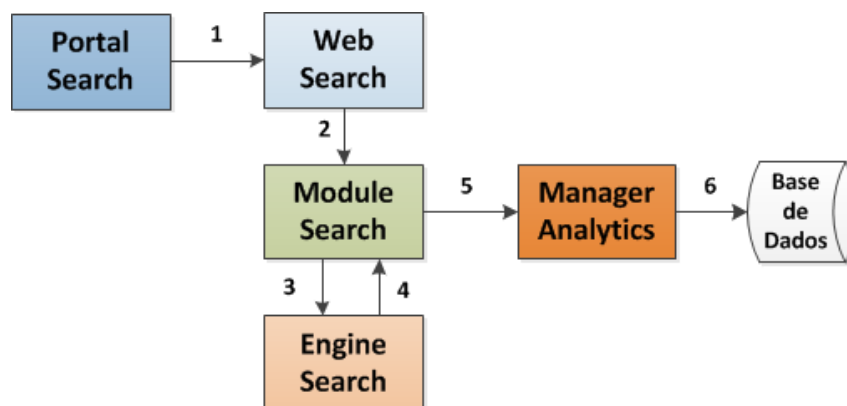 Portal
Search
1
Web
Search
2
Module
Search
5
Manager
Analytics
6
Base
de
Dados
3
4
Engine
Search